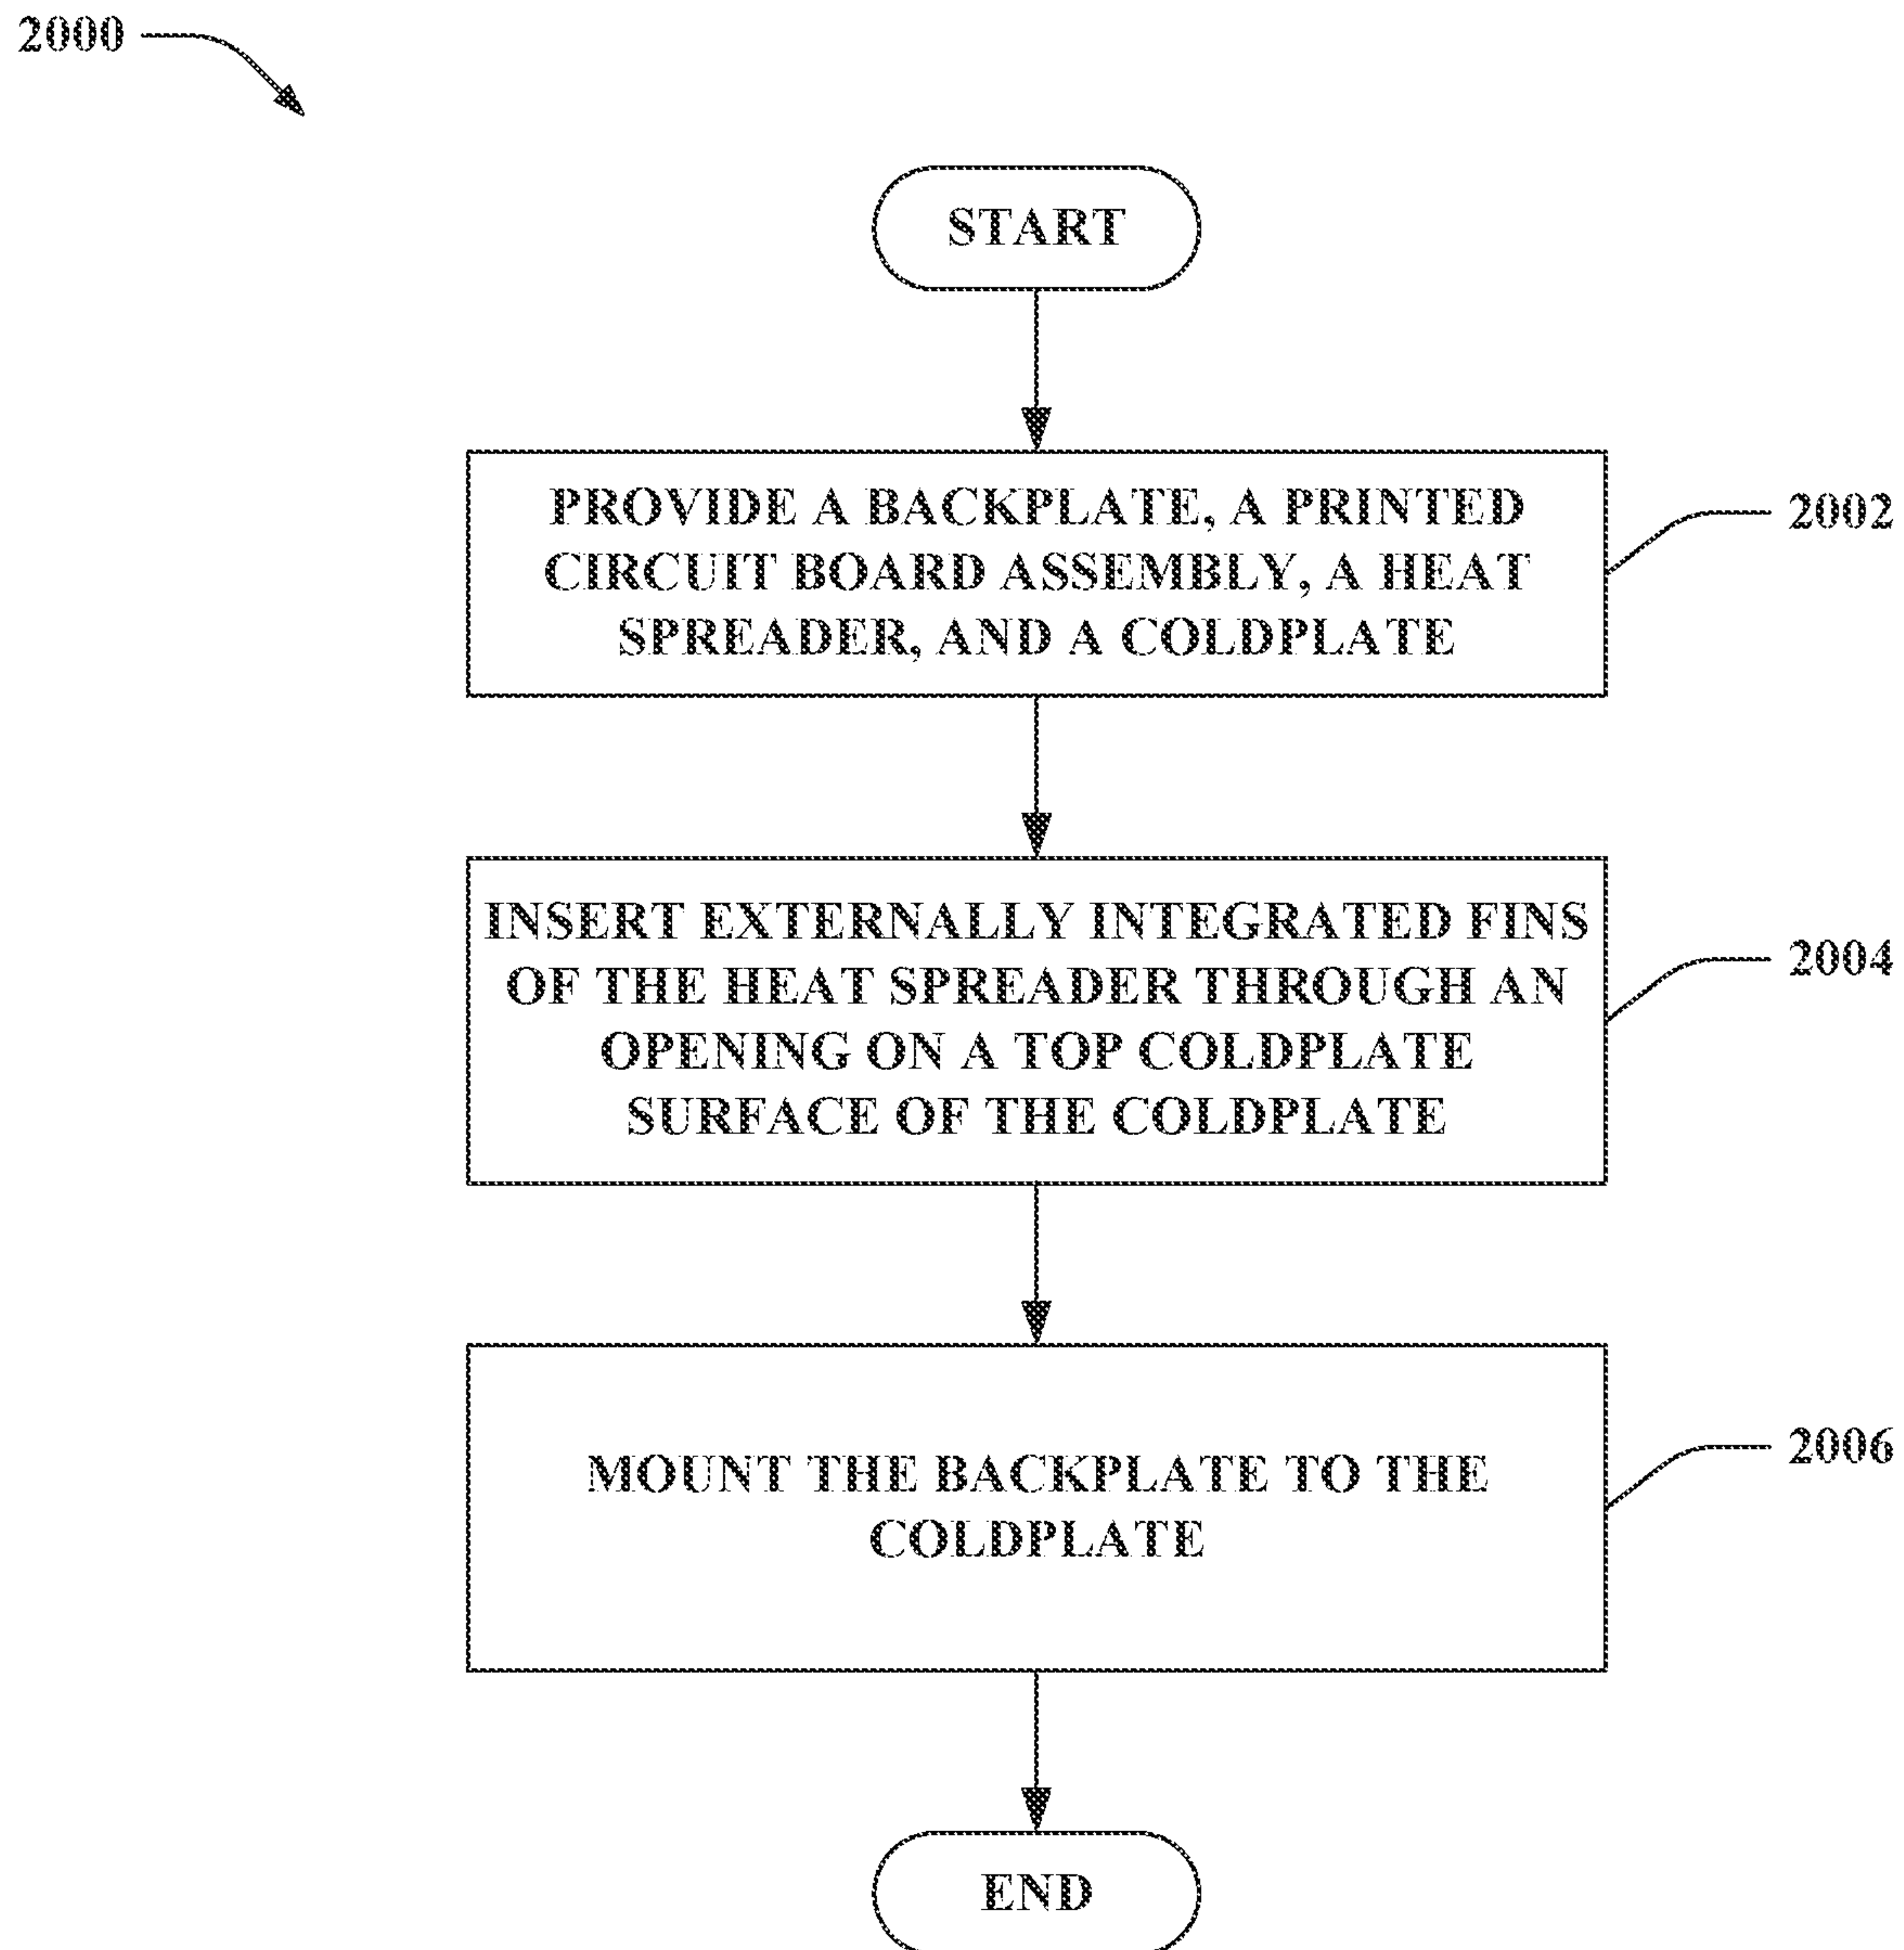 2000
START
PROVIDE A BACKPLATE, A PRINTED
CIRCUIT BOARD ASSEMBLY, A HEAT
SPREADER, AND A COLDPLATE
2002
INSERT EXTERNALLY INTEGRATED FINS
OF THE HEAT SPREADER THROUGH AN
OPENING ON A TOP COLDPLATE
SURFACE OF THE COLDPLATE
2004
MOUNT THE BACKPLATE TO THE
COLDPLATE
2006
END